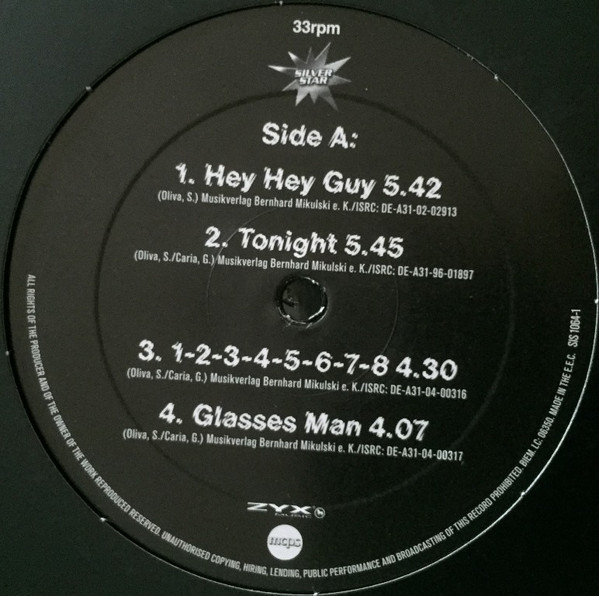 33rpm
SILVER
STAR
Side A:
1. Hey Hey Guy 5.42
(Oliva, S.) Musikverlag Bernhard Mikulski e. K./ISRC: DE-A31-02-02913
2. Tonight 5.45
(Oliva, S./Caria, G.) Musikverlag Bernhard Mikulski e. K./ISRC: DE-A31-96-01897
3. 1-2-3-4-5-6-7-8 4.30
(Oliva, S./Caria, G.) Musikverlag Bernhard Mikulski e. K./ISRC: DE-A31-04-00316
4. Glasses Man 4.07
(Oliva, S./Caria, G.) Musikverlag Bernhard Mikulski e. K./ISRC: DE-A31-04-00317
ZYX
mcps
ALL RIGHTS OF THE PRODUCER AND OF THE OWNER OF THE WORK REPRODUCED RESERVED. UNAUTHORISED COPYING, HIRING, LENDING, PUBLIC PERFORMANCE AND BROADCASTING OF THIS RECORD PROHIBITED. BIEM. LC: 06350. MADE IN THE E.E.C. SIS 1064-1